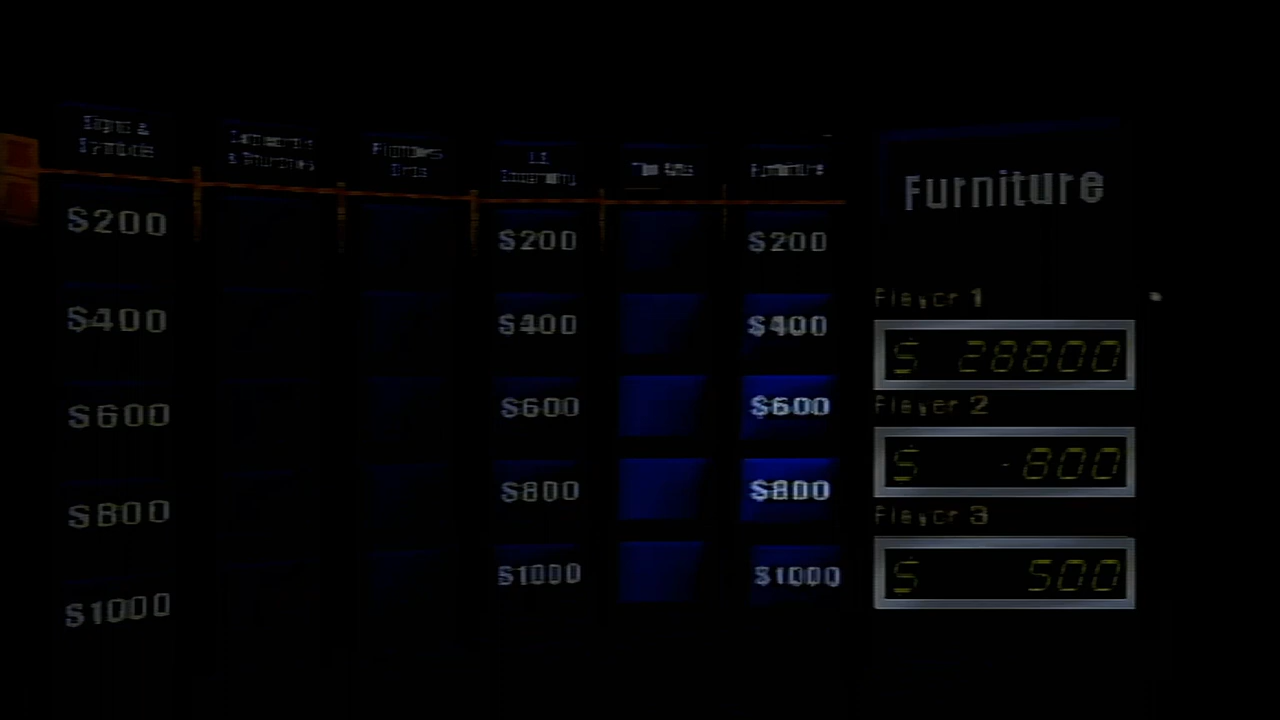 Signs &
Symbols
$200
$400
$600
$800
$1000
$200
$400
$600
$800
$1000
Furniture
$200
$400
$600
$800
$1000
Furniture
Player 1
$ 28800
Player 2
$ -800
Player 3
$ 500